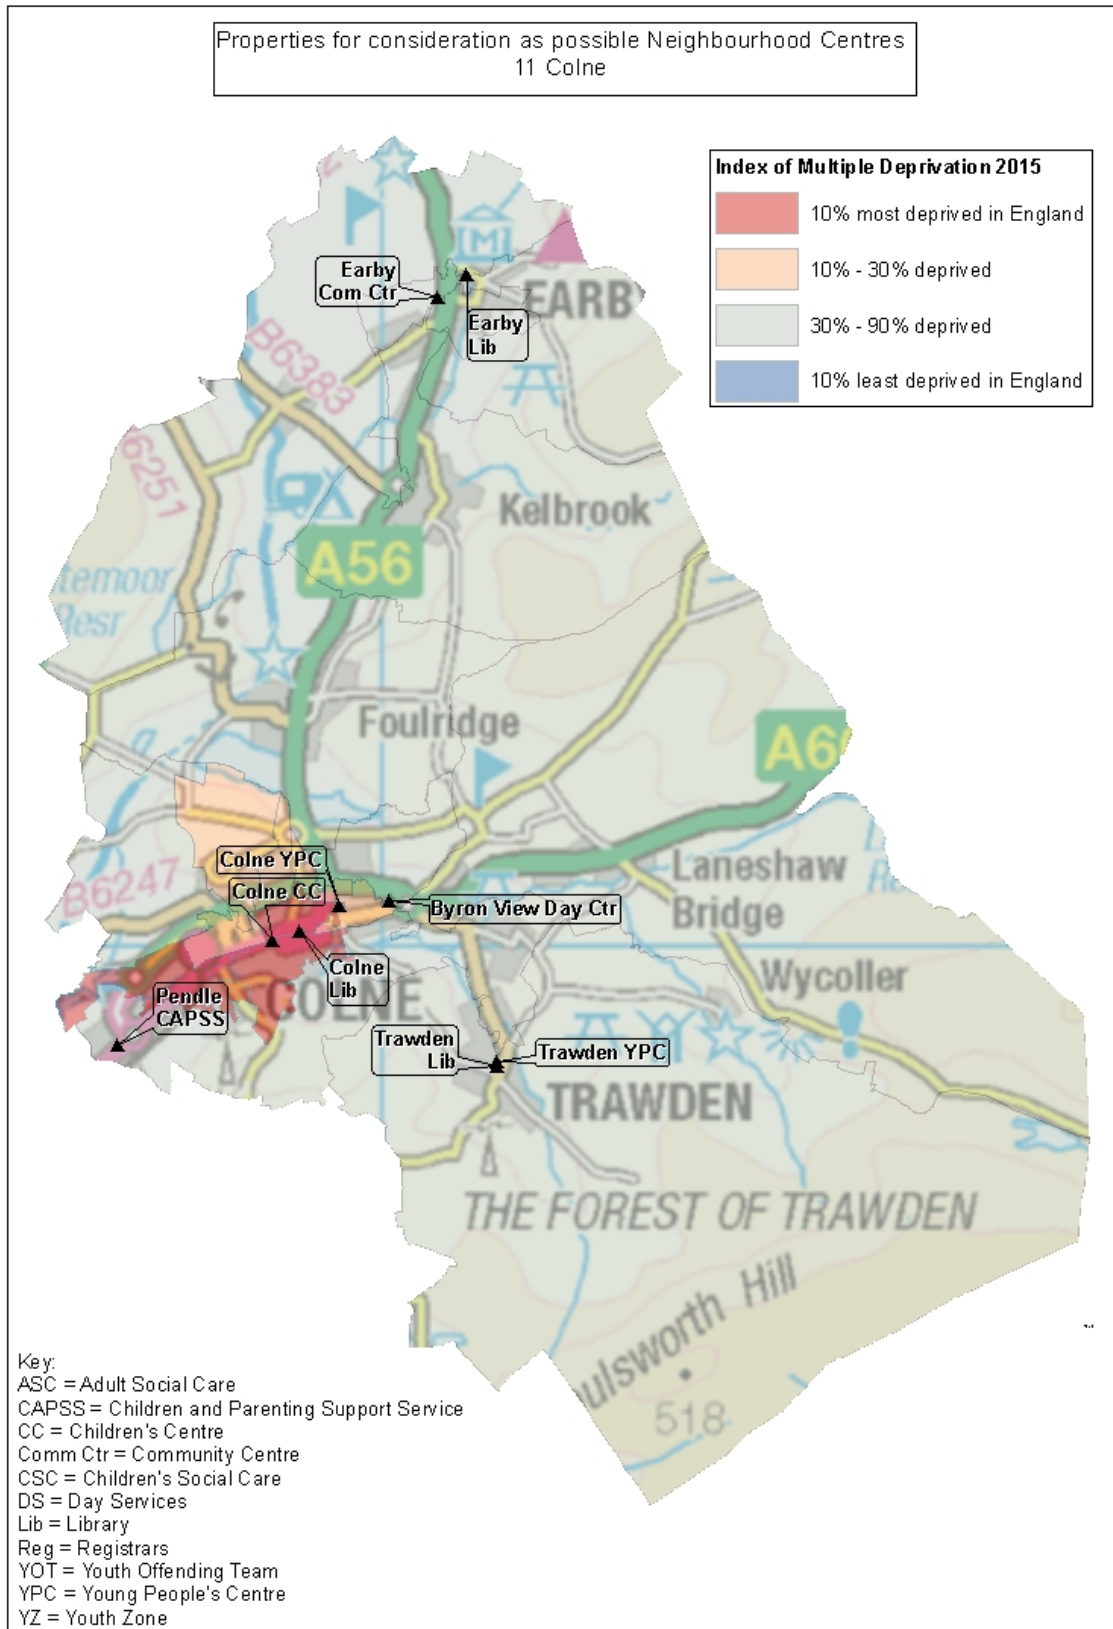 Properties for consideration as possible Neighbourhood Centres
11 Colne
Index of Multiple Deprivation 2015
10% most deprived in England
10% - 30% deprived
30% - 90% deprived
10% least deprived in England
M
Earby
Com Ctr
EARB
Earby
Lib
B6383
6251
Kelbrook
A56
temoor
Resr
Foulridge
A6
Colne YPC
Colne CC
B6247
Byron View Day Ctr
Laneshaw
Bridge
Colne
Lib
COLNE
Pendle
CAPSS
Wycoller
Trawden
Lib
Trawden YPC
TRAWDEN
THE FOREST OF TRAWDEN
ulsworth Hill
518
Key:
ASC = Adult Social Care
CAPSS = Children and Parenting Support Service
CC = Children's Centre
Comm Ctr = Community Centre
CSC = Children's Social Care
DS = Day Services
Lib = Library
Reg = Registrars
YOT = Youth Offending Team
YPC = Young People's Centre
YZ = Youth Zone